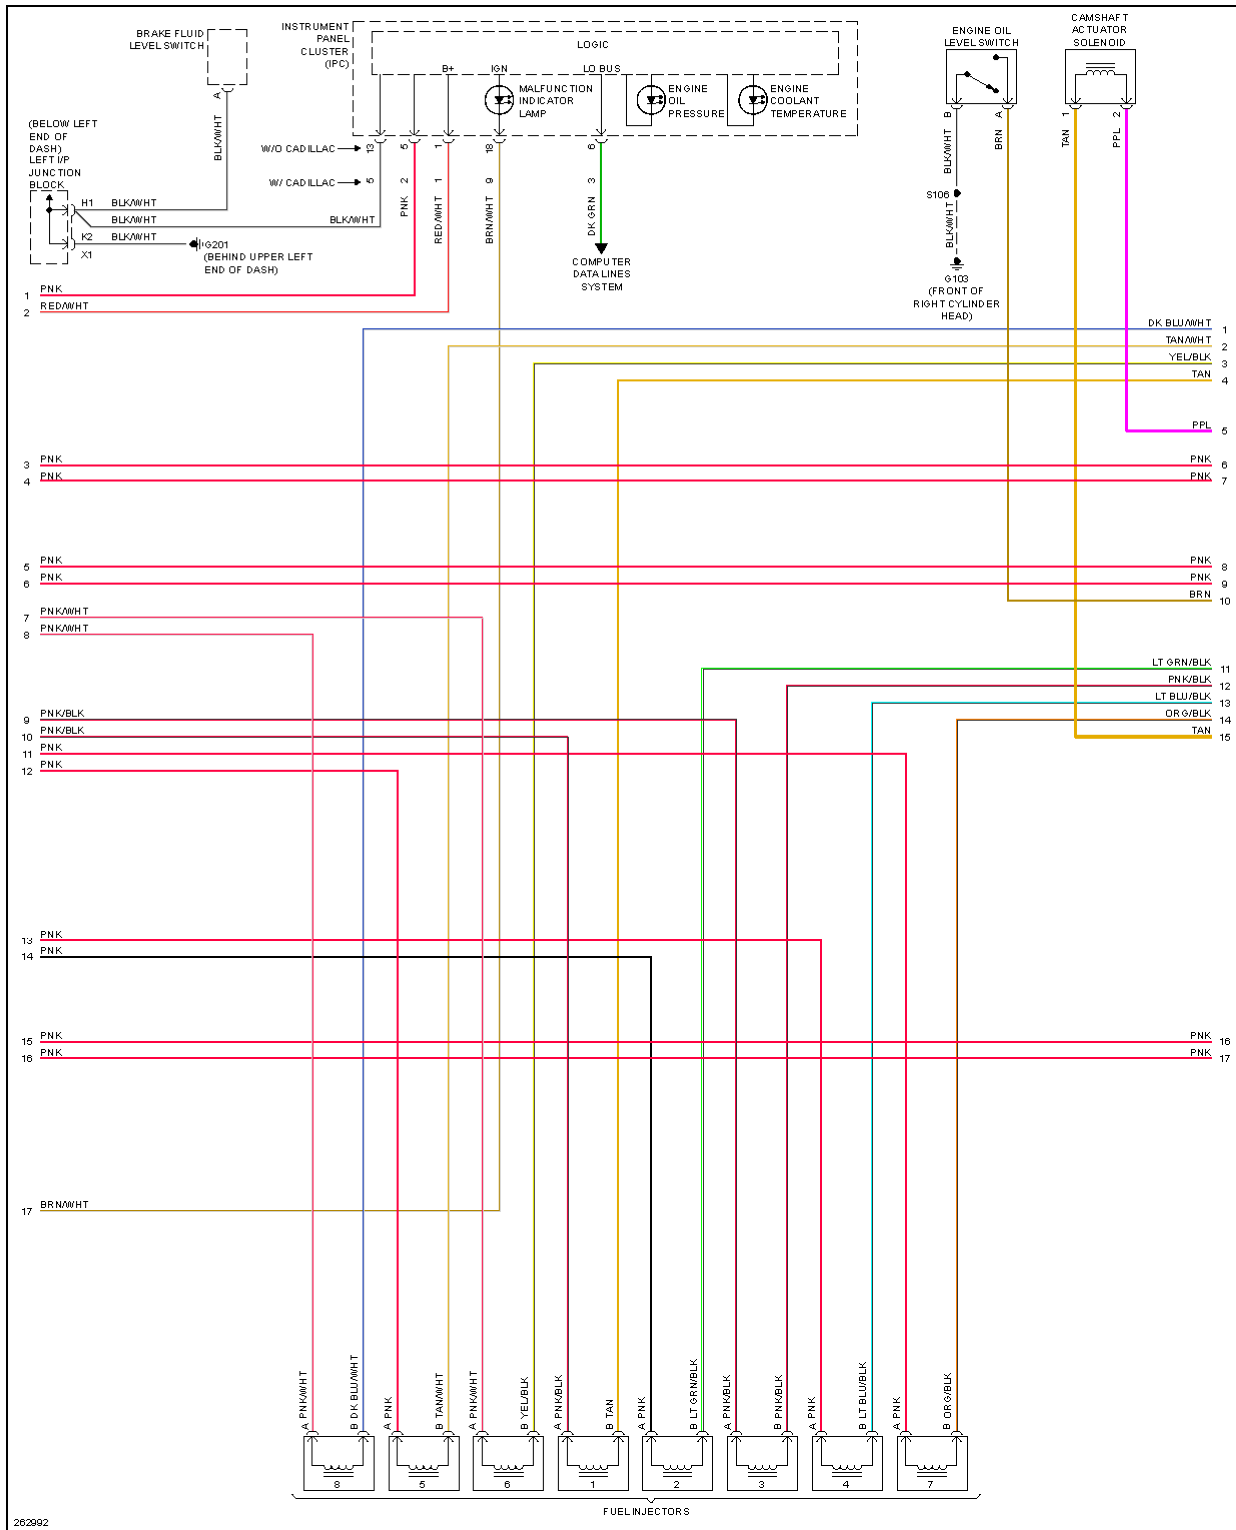 BRAKE FLUID
LEVEL SWITCH
A
BLK/WHT
INSTRUMENT
PANEL
CLUSTER
(IPC)
LOGIC
B+
IGN
LO BUS
MALFUNCTION
INDICATOR
LAMP
ENGINE
OIL
PRESSURE
ENGINE
COOLANT
TEMPERATURE
ENGINE OIL
LEVEL SWITCH
CAMSHAFT
ACTUATOR
SOLENOID
B
A
1
2
BLK/WHT
BRN
TAN
PPL
W/O CADILLAC
13
5
1
18
6
W/ CADILLAC
5
2
1
9
3
BLK/WHT
PNK
RED/WHT
BRN/WHT
DK GRN
COMPUTER
DATA LINES
SYSTEM
S106
BLK/WHT
G103
(FRONT OF
RIGHT CYLINDER
HEAD)
(BELOW LEFT
END OF
DASH)
LEFT I/P
JUNCTION
BLOCK
H1 BLK/WHT
BLK/WHT
K2 BLK/WHT
X1
G201
(BEHIND UPPER LEFT
END OF DASH)
1 PNK
2 RED/WHT
DK BLU/WHT 1
TAN/WHT 2
YEL/BLK 3
TAN 4
PPL 5
3 PNK
PNK 6
4 PNK
PNK 7
5 PNK
PNK 8
6 PNK
PNK 9
BRN 10
7 PNK/WHT
8 PNK/WHT
LT GRN/BLK 11
PNK/BLK 12
LT BLU/BLK 13
ORG/BLK 14
TAN 15
9 PNK/BLK
10 PNK/BLK
11 PNK
12 PNK
13 PNK
14 PNK
15 PNK
PNK 16
16 PNK
PNK 17
17 BRN/WHT
A PNK/WHT
B DK BLU/WHT
A PNK
B TAN/WHT
A PNK/WHT
B YEL/BLK
A PNK/BLK
B TAN
A PNK
B LT GRN/BLK
A PNK/BLK
B PNK/BLK
A PNK
B LT BLU/BLK
A PNK
B ORG/BLK
8
5
6
1
2
3
4
7
FUEL INJECTORS
262992